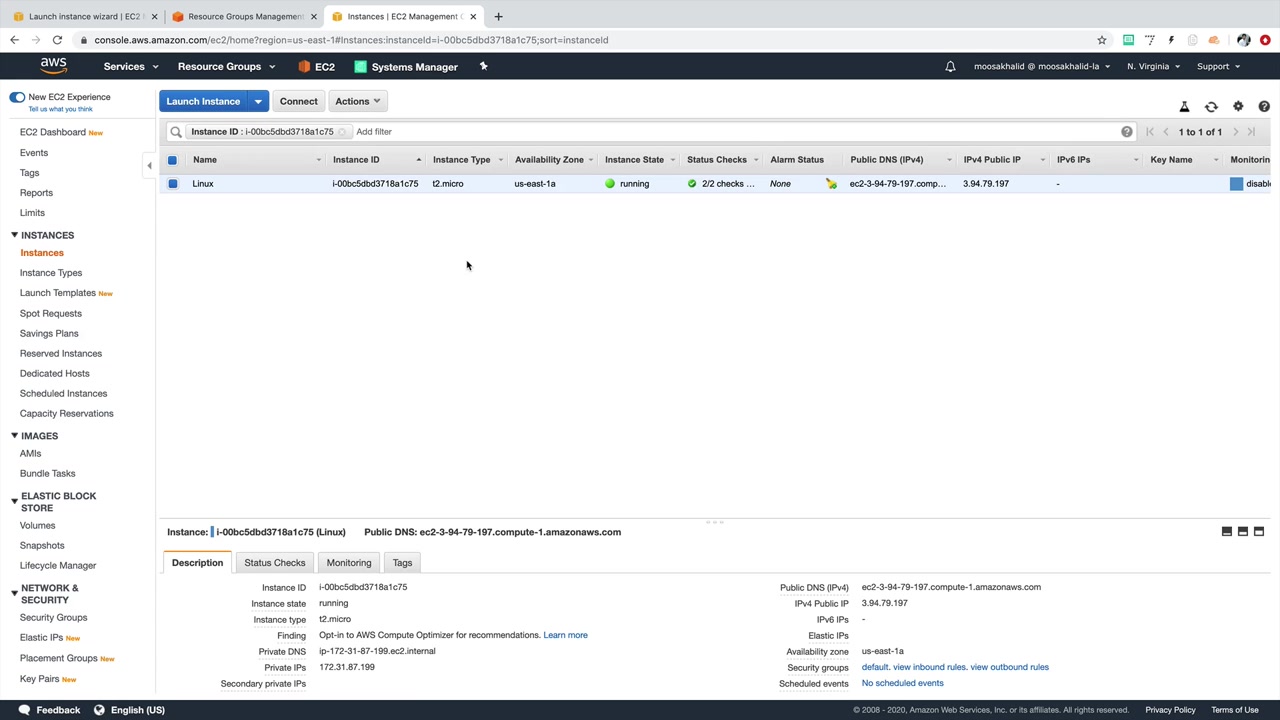 Launch instance wizard | EC2
Resource Groups Management
Instances | EC2 Management
console.aws.amazon.com/ec2/home?region=us-east-1#Instances:instanceId=i-00bc5dbd3718a1c75;sort=instanceId
aws Services Resource Groups EC2 Systems Manager moosakhalid @ moosakhalid-la N. Virginia Support
New EC2 Experience
Tell us what you think
EC2 Dashboard New
Events
Tags
Reports
Limits
INSTANCES
Instances
Instance Types
Launch Templates New
Spot Requests
Savings Plans
Reserved Instances
Dedicated Hosts
Scheduled Instances
Capacity Reservations
IMAGES
AMIs
Bundle Tasks
ELASTIC BLOCK
STORE
Volumes
Snapshots
Lifecycle Manager
NETWORK &
SECURITY
Security Groups
Elastic IPs New
Placement Groups New
Key Pairs New
Launch Instance Connect Actions
Instance ID : i-00bc5dbd3718a1c75 Add filter 1 to 1 of 1
Name Instance ID Instance Type Availability Zone Instance State Status Checks Alarm Status Public DNS (IPv4) IPv4 Public IP IPv6 IPs Key Name Monitorin
Linux i-00bc5dbd3718a1c75 t2.micro us-east-1a running 2/2 checks ... None ec2-3-94-79-197.comp... 3.94.79.197 - disable
Instance: i-00bc5dbd3718a1c75 (Linux) Public DNS: ec2-3-94-79-197.compute-1.amazonaws.com
Description Status Checks Monitoring Tags
Instance ID i-00bc5dbd3718a1c75
Instance state running
Instance type t2.micro
Finding Opt-in to AWS Compute Optimizer for recommendations. Learn more
Private DNS ip-172-31-87-199.ec2.internal
Private IPs 172.31.87.199
Secondary private IPs
Public DNS (IPv4) ec2-3-94-79-197.compute-1.amazonaws.com
IPv4 Public IP 3.94.79.197
IPv6 IPs -
Elastic IPs
Availability zone us-east-1a
Security groups default. view inbound rules. view outbound rules
Scheduled events No scheduled events
Feedback English (US) © 2008 - 2020, Amazon Web Services, Inc. or its affiliates. All rights reserved. Privacy Policy Terms of Use